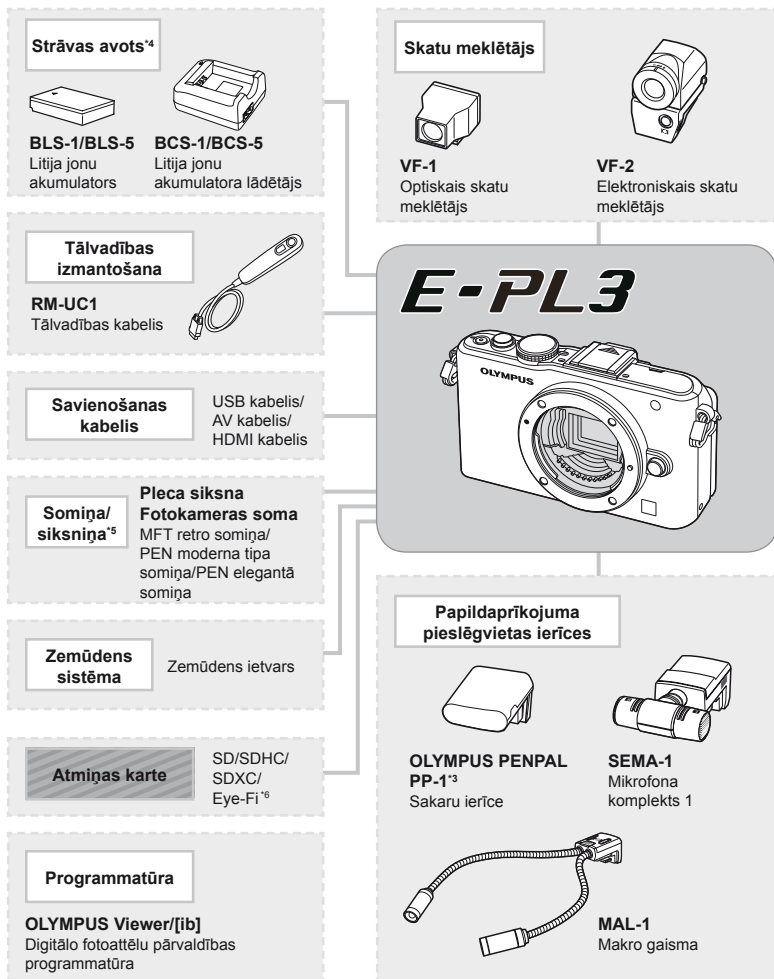 Strāvas avots*4
BLS-1/BLS-5
Litija jonu
akumulators
BCS-1/BCS-5
Litija jonu
akumulatora lādētājs
Tālvadības
izmantošana
RM-UC1
Tālvadības kabelis
Savienošanas
kabelis
USB kabelis/
AV kabelis/
HDMI kabelis
Somiņa/
siksniņa*5
Pleca siksna
Fotokameras soma
MFT retro somiņa/
PEN moderna tipa
somiņa/PEN elegantā
somiņa
Zemūdens
sistēma
Zemūdens ietvars
Atmiņas karte
SD/SDHC/
SDXC/
Eye-Fi*6
Programmatūra
OLYMPUS Viewer/[ib]
Digitālo fotoattēlu pārvaldības
programmatūra
Skatu meklētājs
VF-1
Optiskais skatu
meklētājs
VF-2
Elektroniskais skatu
meklētājs
E-PL3
OLYMPUS
Papildaprīkojuma
pieslēgvietas ierīces
OLYMPUS PENPAL
PP-1*3
Sakaru ierīce
SEMA-1
Mikrofona
komplekts 1
MAL-1
Makro gaisma